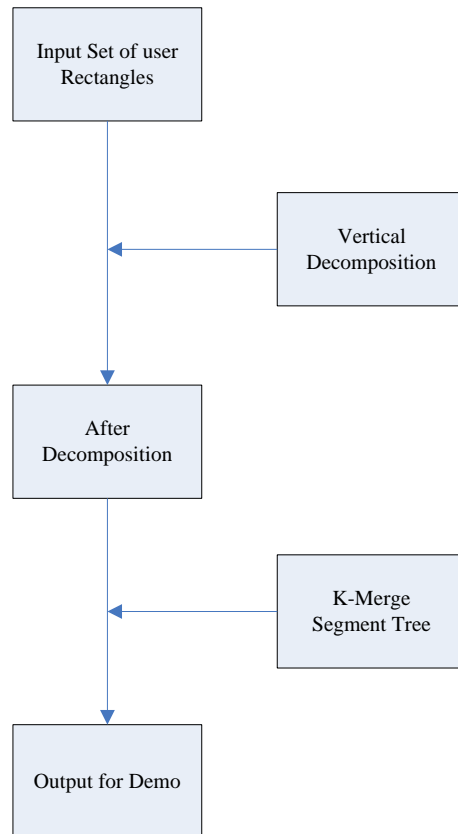 Input Set of user
Rectangles
Vertical
Decomposition
After
Decomposition
K-Merge
Segment Tree
Output for Demo